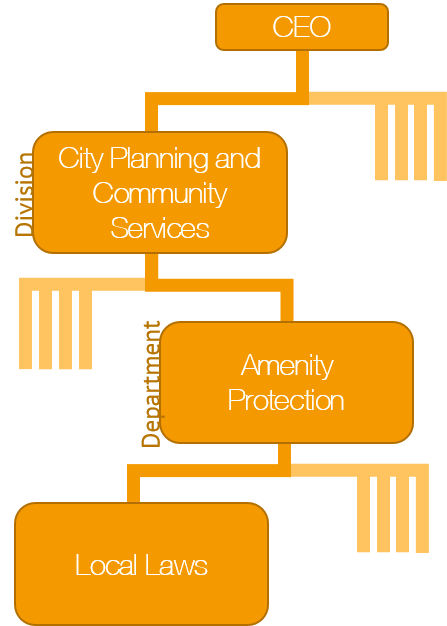 CEO
Division
City Planning and
Community
Services
Department
Amenity
Protection
Local Laws